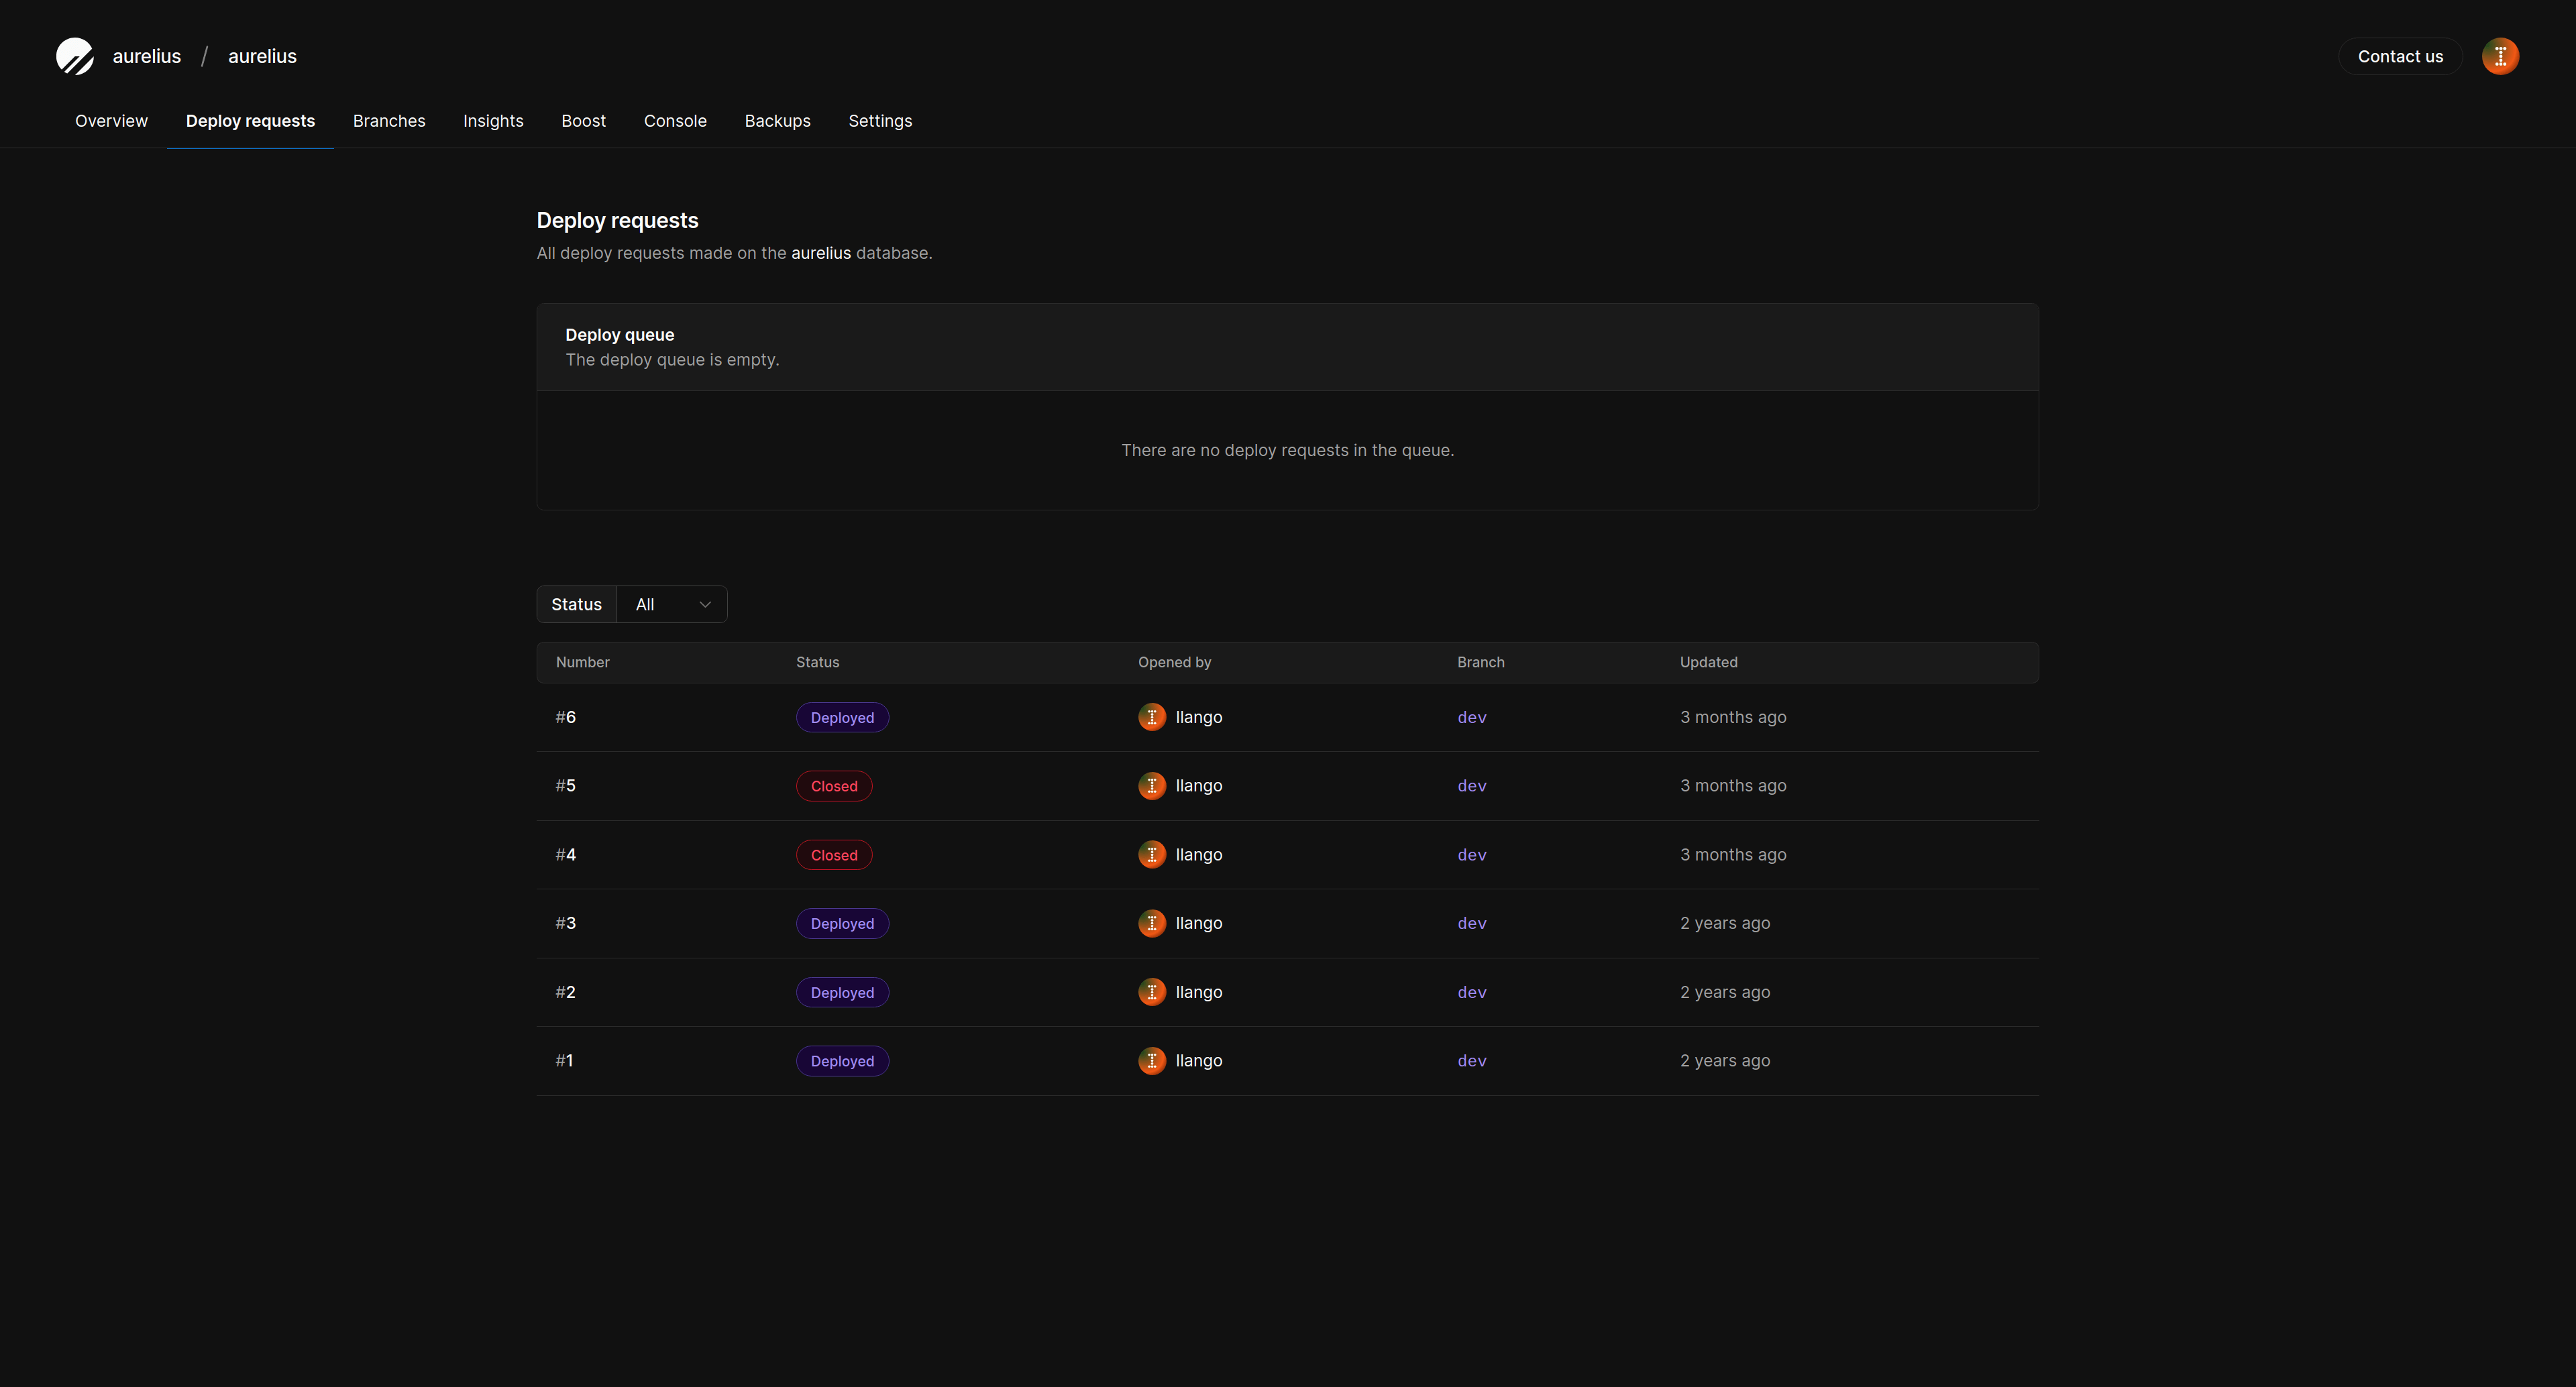 aurelius / aurelius
Contact us
Overview Deploy requests Branches Insights Boost Console Backups Settings
Deploy requests
All deploy requests made on the aurelius database.
Deploy queue
The deploy queue is empty.
There are no deploy requests in the queue.
Status All
Number Status Opened by Branch Updated
#6 Deployed Ilango dev 3 months ago
#5 Closed Ilango dev 3 months ago
#4 Closed Ilango dev 3 months ago
#3 Deployed Ilango dev 2 years ago
#2 Deployed Ilango dev 2 years ago
#1 Deployed Ilango dev 2 years ago